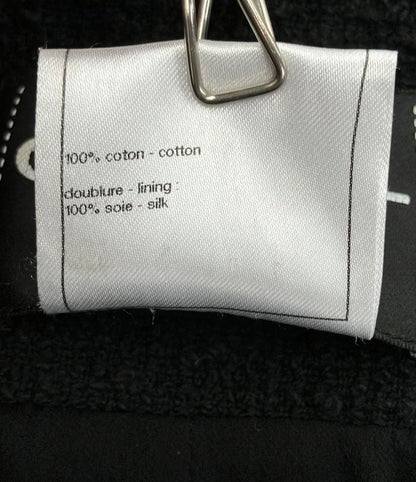 100% coton - cotton
doublure - lining :
100% soie - silk